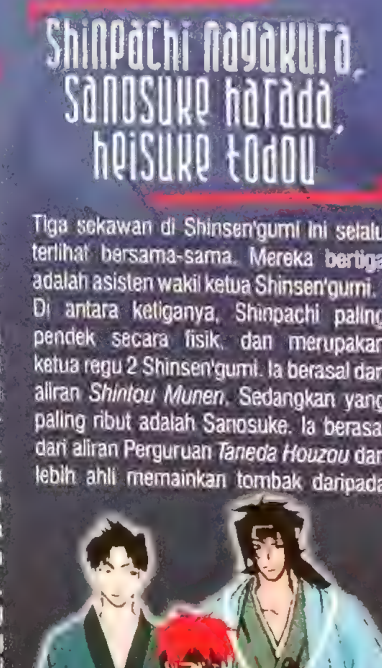 Shinpachi Nagakura,
Sanosuke Harada,
Heisuke Todou
Tiga sekawan di Shinsen'gumi ini selalu
terlihat bersama-sama. Mereka bertiga
adalah asisten wakil ketua Shinsen'gumi.
Di antara ketiganya, Shinpachi paling
pendek secara fisik, dan merupakan
ketua regu 2 Shinsen'gumi. Ia berasal dari
aliran Shintou Munen. Sedangkan yang
paling ribut adalah Sanosuke. Ia berasal
dari aliran Perguruan Taneda Houzou dan
lebih ahli memainkan tombak daripada